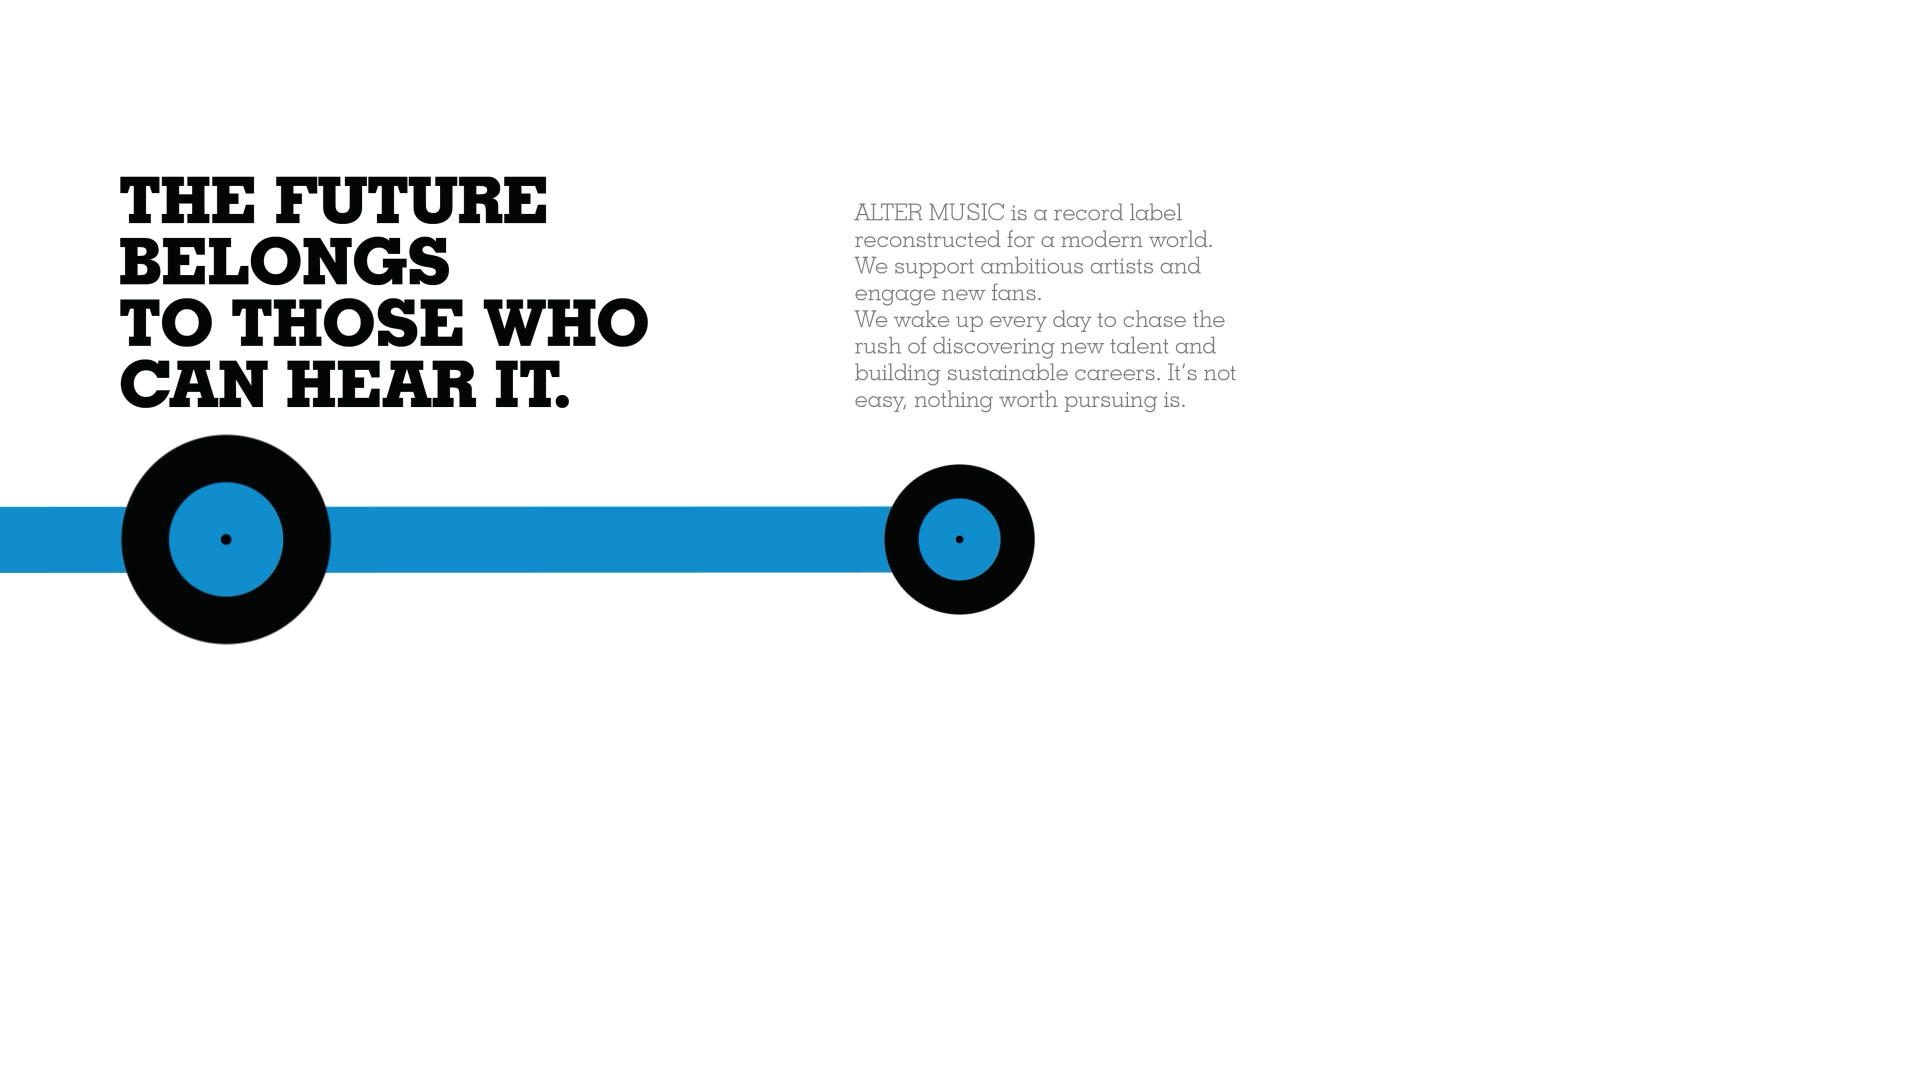 THE FUTURE
BELONGS
TO THOSE WHO
CAN HEAR IT.
ALTER MUSIC is a record label
reconstructed for a modern world.
We support ambitious artists and
engage new fans.
We wake up every day to chase the
rush of discovering new talent and
building sustainable careers. It’s not
easy, nothing worth pursuing is.